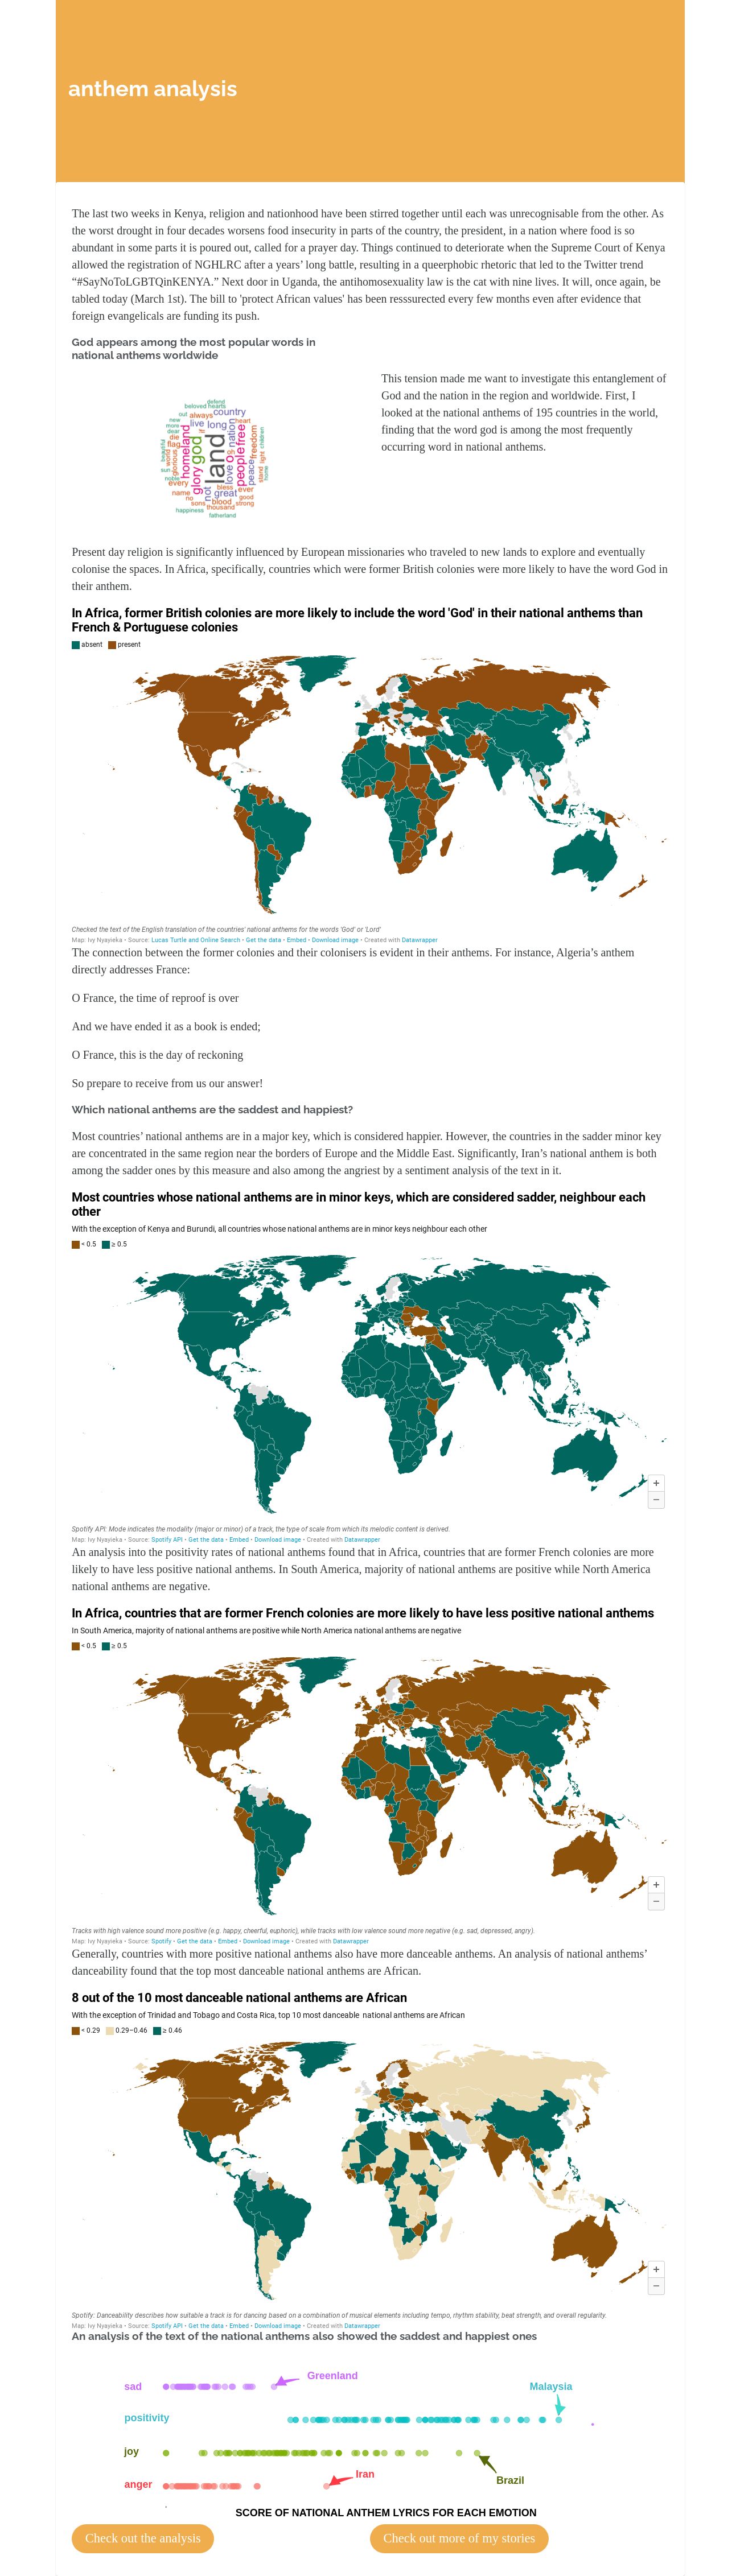 anthem analysis
The last two weeks in Kenya, religion and nationhood have been stirred together until each was unrecognisable from the other. As
the worst drought in four decades worsens food insecurity in parts of the country, the president, in a nation where food is so
abundant in some parts it is poured out, called for a prayer day. Things continued to deteriorate when the Supreme Court of Kenya
allowed the registration of NGHLRC after a years’ long battle, resulting in a queerphobic rhetoric that led to the Twitter trend
“#SayNoToLGBTQinKENYA.” Next door in Uganda, the antihomosexuality law is the cat with nine lives. It will, once again, be
tabled today (March 1st). The bill to 'protect African values' has been resssurected every few months even after evidence that
foreign evangelicals are funding its push.
God appears among the most popular words in
national anthems worldwide
defend
beloved hearts
out always country
new live long heart
more
dear
die
flag
beautiful
world
glorious
homeland
god
glory
land
nation
free
people
freedom
peace
love
o
light
children
stand
home
sun
noble
every
not
bless ever
great good
name
no
sons blood strong
thousand
happiness
fatherland
This tension made me want to investigate this entanglement of
God and the nation in the region and worldwide. First, I
looked at the national anthems of 195 countries in the world,
finding that the word god is among the most frequently
occurring word in national anthems.
Present day religion is significantly influenced by European missionaries who traveled to new lands to explore and eventually
colonise the spaces. In Africa, specifically, countries which were former British colonies were more likely to have the word God in
their anthem.
In Africa, former British colonies are more likely to include the word 'God' in their national anthems than
French & Portuguese colonies
absent present
Checked the text of the English translation of the countries' national anthems for the words 'God' or 'Lord'
Map: Ivy Nyayieka • Source: Lucas Turtle and Online Search • Get the data • Embed • Download image • Created with Datawrapper
The connection between the former colonies and their colonisers is evident in their anthems. For instance, Algeria’s anthem
directly addresses France:
O France, the time of reproof is over
And we have ended it as a book is ended;
O France, this is the day of reckoning
So prepare to receive from us our answer!
Which national anthems are the saddest and happiest?
Most countries’ national anthems are in a major key, which is considered happier. However, the countries in the sadder minor key
are concentrated in the same region near the borders of Europe and the Middle East. Significantly, Iran’s national anthem is both
among the sadder ones by this measure and also among the angriest by a sentiment analysis of the text in it.
Most countries whose national anthems are in minor keys, which are considered sadder, neighbour each
other
With the exception of Kenya and Burundi, all countries whose national anthems are in minor keys neighbour each other
< 0.5 ≥ 0.5
+
−
Spotify API: Mode indicates the modality (major or minor) of a track, the type of scale from which its melodic content is derived.
Map: Ivy Nyayieka • Source: Spotify API • Get the data • Embed • Download image • Created with Datawrapper
An analysis into the positivity rates of national anthems found that in Africa, countries that are former French colonies are more
likely to have less positive national anthems. In South America, majority of national anthems are positive while North America
national anthems are negative.
In Africa, countries that are former French colonies are more likely to have less positive national anthems
In South America, majority of national anthems are positive while North America national anthems are negative
< 0.5 ≥ 0.5
+
−
Tracks with high valence sound more positive (e.g. happy, cheerful, euphoric), while tracks with low valence sound more negative (e.g. sad, depressed, angry).
Map: Ivy Nyayieka • Source: Spotify • Get the data • Embed • Download image • Created with Datawrapper
Generally, countries with more positive national anthems also have more danceable anthems. An analysis of national anthems’
danceability found that the top most danceable national anthems are African.
8 out of the 10 most danceable national anthems are African
With the exception of Trinidad and Tobago and Costa Rica, top 10 most danceable national anthems are African
< 0.29 0.29–0.46 ≥ 0.46
+
−
Spotify: Danceability describes how suitable a track is for dancing based on a combination of musical elements including tempo, rhythm stability, beat strength, and overall regularity.
Map: Ivy Nyayieka • Source: Spotify API • Get the data • Embed • Download image • Created with Datawrapper
An analysis of the text of the national anthems also showed the saddest and happiest ones
Greenland
sad
Malaysia
positivity
joy
Iran
Brazil
anger
SCORE OF NATIONAL ANTHEM LYRICS FOR EACH EMOTION
Check out the analysis
Check out more of my stories